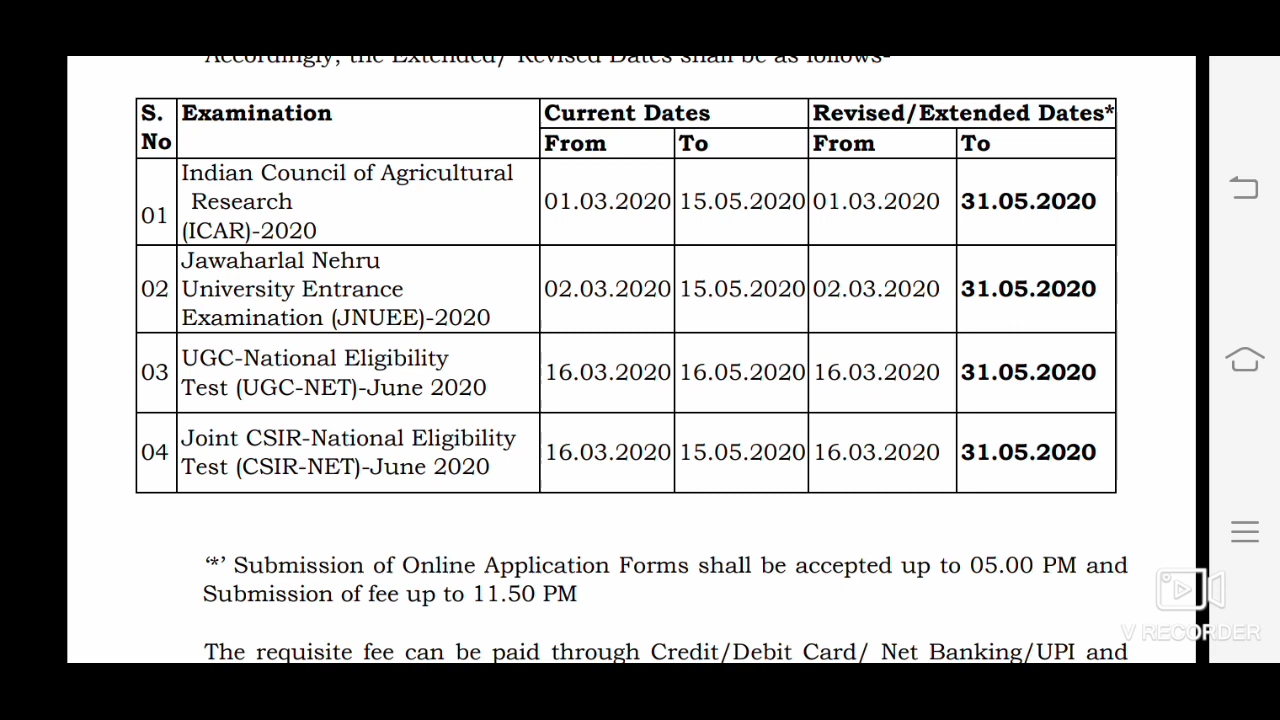 Accordingly, the Extended/ Revised Dates shall be as follows-
S. No Examination Current Dates Revised/Extended Dates*
From To From To
01 Indian Council of Agricultural Research (ICAR)-2020 01.03.2020 15.05.2020 01.03.2020 31.05.2020
02 Jawaharlal Nehru University Entrance Examination (JNUEE)-2020 02.03.2020 15.05.2020 02.03.2020 31.05.2020
03 UGC-National Eligibility Test (UGC-NET)-June 2020 16.03.2020 16.05.2020 16.03.2020 31.05.2020
04 Joint CSIR-National Eligibility Test (CSIR-NET)-June 2020 16.03.2020 15.05.2020 16.03.2020 31.05.2020
‘*’ Submission of Online Application Forms shall be accepted up to 05.00 PM and
Submission of fee up to 11.50 PM
The requisite fee can be paid through Credit/Debit Card/ Net Banking/UPI and
V RECORDER